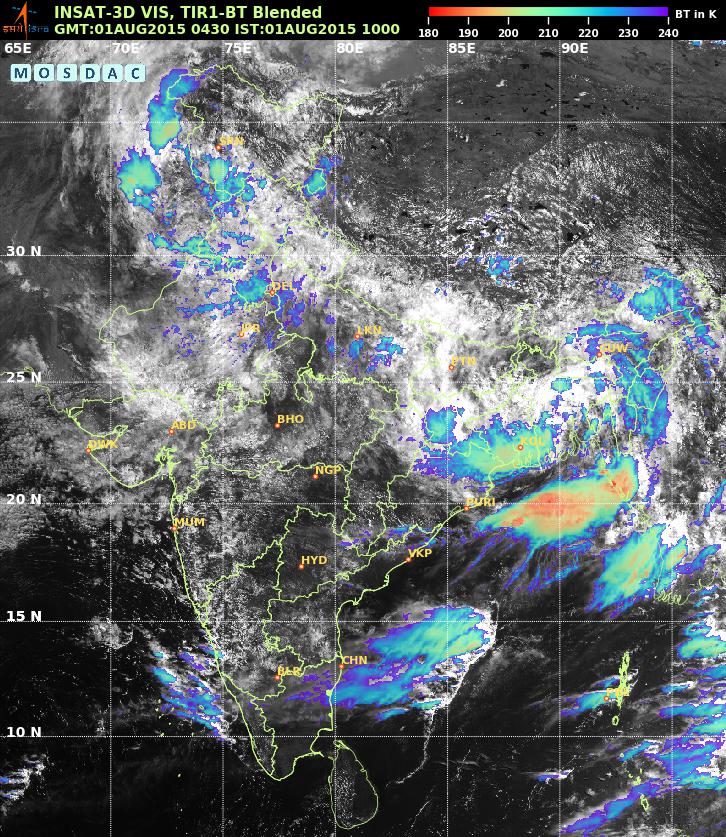 INSAT-3D VIS, TIR1-BT Blended
GMT:01AUG2015 0430 IST:01AUG2015 1000
BT in K
180 190 200 210 220 230 240
65E 70E 75E 80E 85E 90E
MOSDAC
SRN
30 N
DEL
JPR
LKN
GUW
PTN
25 N
ABD
BHO
DWK
KOL
NGP
20 N
PURI
MUM
VKP
HYD
15 N
CHN
BLR
10 N